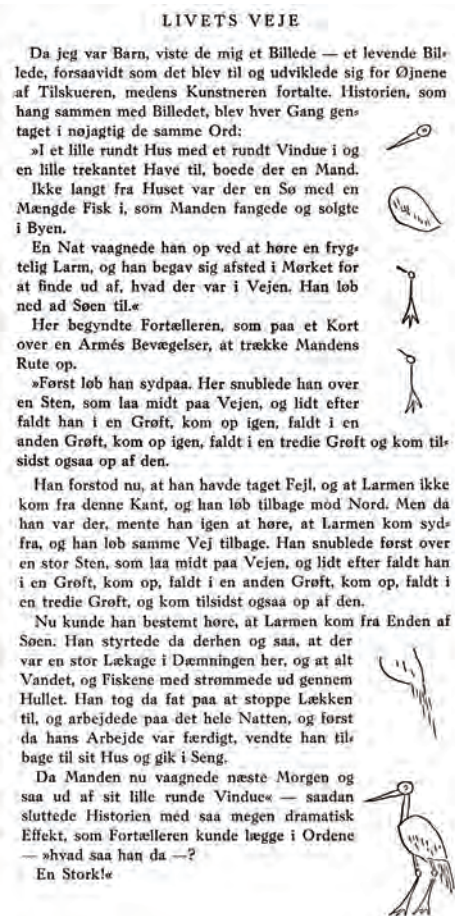 LIVETS VEJE
Da jeg var Barn, viste de mig et Billede — et levende Bil-
lede, forsaavidt som det blev til og udviklede sig for Øjnene
af Tilskueren, medens Kunstneren fortalte. Historien, som
hang sammen med Billedet, blev hver Gang gen-
taget i nøjagtig de samme Ord:
»I et lille rundt Hus med et rundt Vindue i og
en lille trekantet Have til, boede der en Mand.
Ikke langt fra Huset var der en Sø med en
Mængde Fisk i, som Manden fangede og solgte
i Byen.
En Nat vaagnede han op ved at høre en fryg-
telig Larm, og han begav sig afsted i Mørket for
at finde ud af, hvad der var i Vejen. Han løb
ned ad Søen til.«
Her begyndte Fortælleren, som paa et Kort
over en Armés Bevægelser, at trække Mandens
Rute op.
»Først løb han sydpaa. Her snublede han over
en Sten, som laa midt paa Vejen, og lidt efter
faldt han i en Grøft, kom op igen, faldt i en
anden Grøft, kom op igen, faldt i en tredie Grøft og kom til-
sidst ogsaa op af den.
Han forstod nu, at han havde taget Fejl, og at Larmen ikke
kom fra denne Kant, og han løb tilbage mod Nord. Men da
han var der, mente han igen at høre, at Larmen kom syd-
fra, og han løb samme Vej tilbage. Han snublede først over
en stor Sten, som laa midt paa Vejen, og lidt efter faldt han
i en Grøft, kom op, faldt i en anden Grøft, kom op, faldt i
en tredie Grøft, og kom tilsidst ogsaa op af den.
Nu kunde han bestemt høre, at Larmen kom fra Enden af
Søen. Han styrtede da derhen og saa, at der
var en stor Lækage i Dæmningen her, og at alt
Vandet, og Fiskene med strømmede ud gennem
Hullet. Han tog da fat paa at stoppe Lækken
til, og arbejdede paa det hele Natten, og først
da hans Arbejde var færdigt, vendte han til-
bage til sit Hus og gik i Seng.
Da Manden nu vaagnede næste Morgen og
saa ud af sit lille runde Vindue« — saadan
sluttede Historien med saa megen dramatisk
Effekt, som Fortælleren kunde lægge i Ordene
— »hvad saa han da —?
En Stork!«